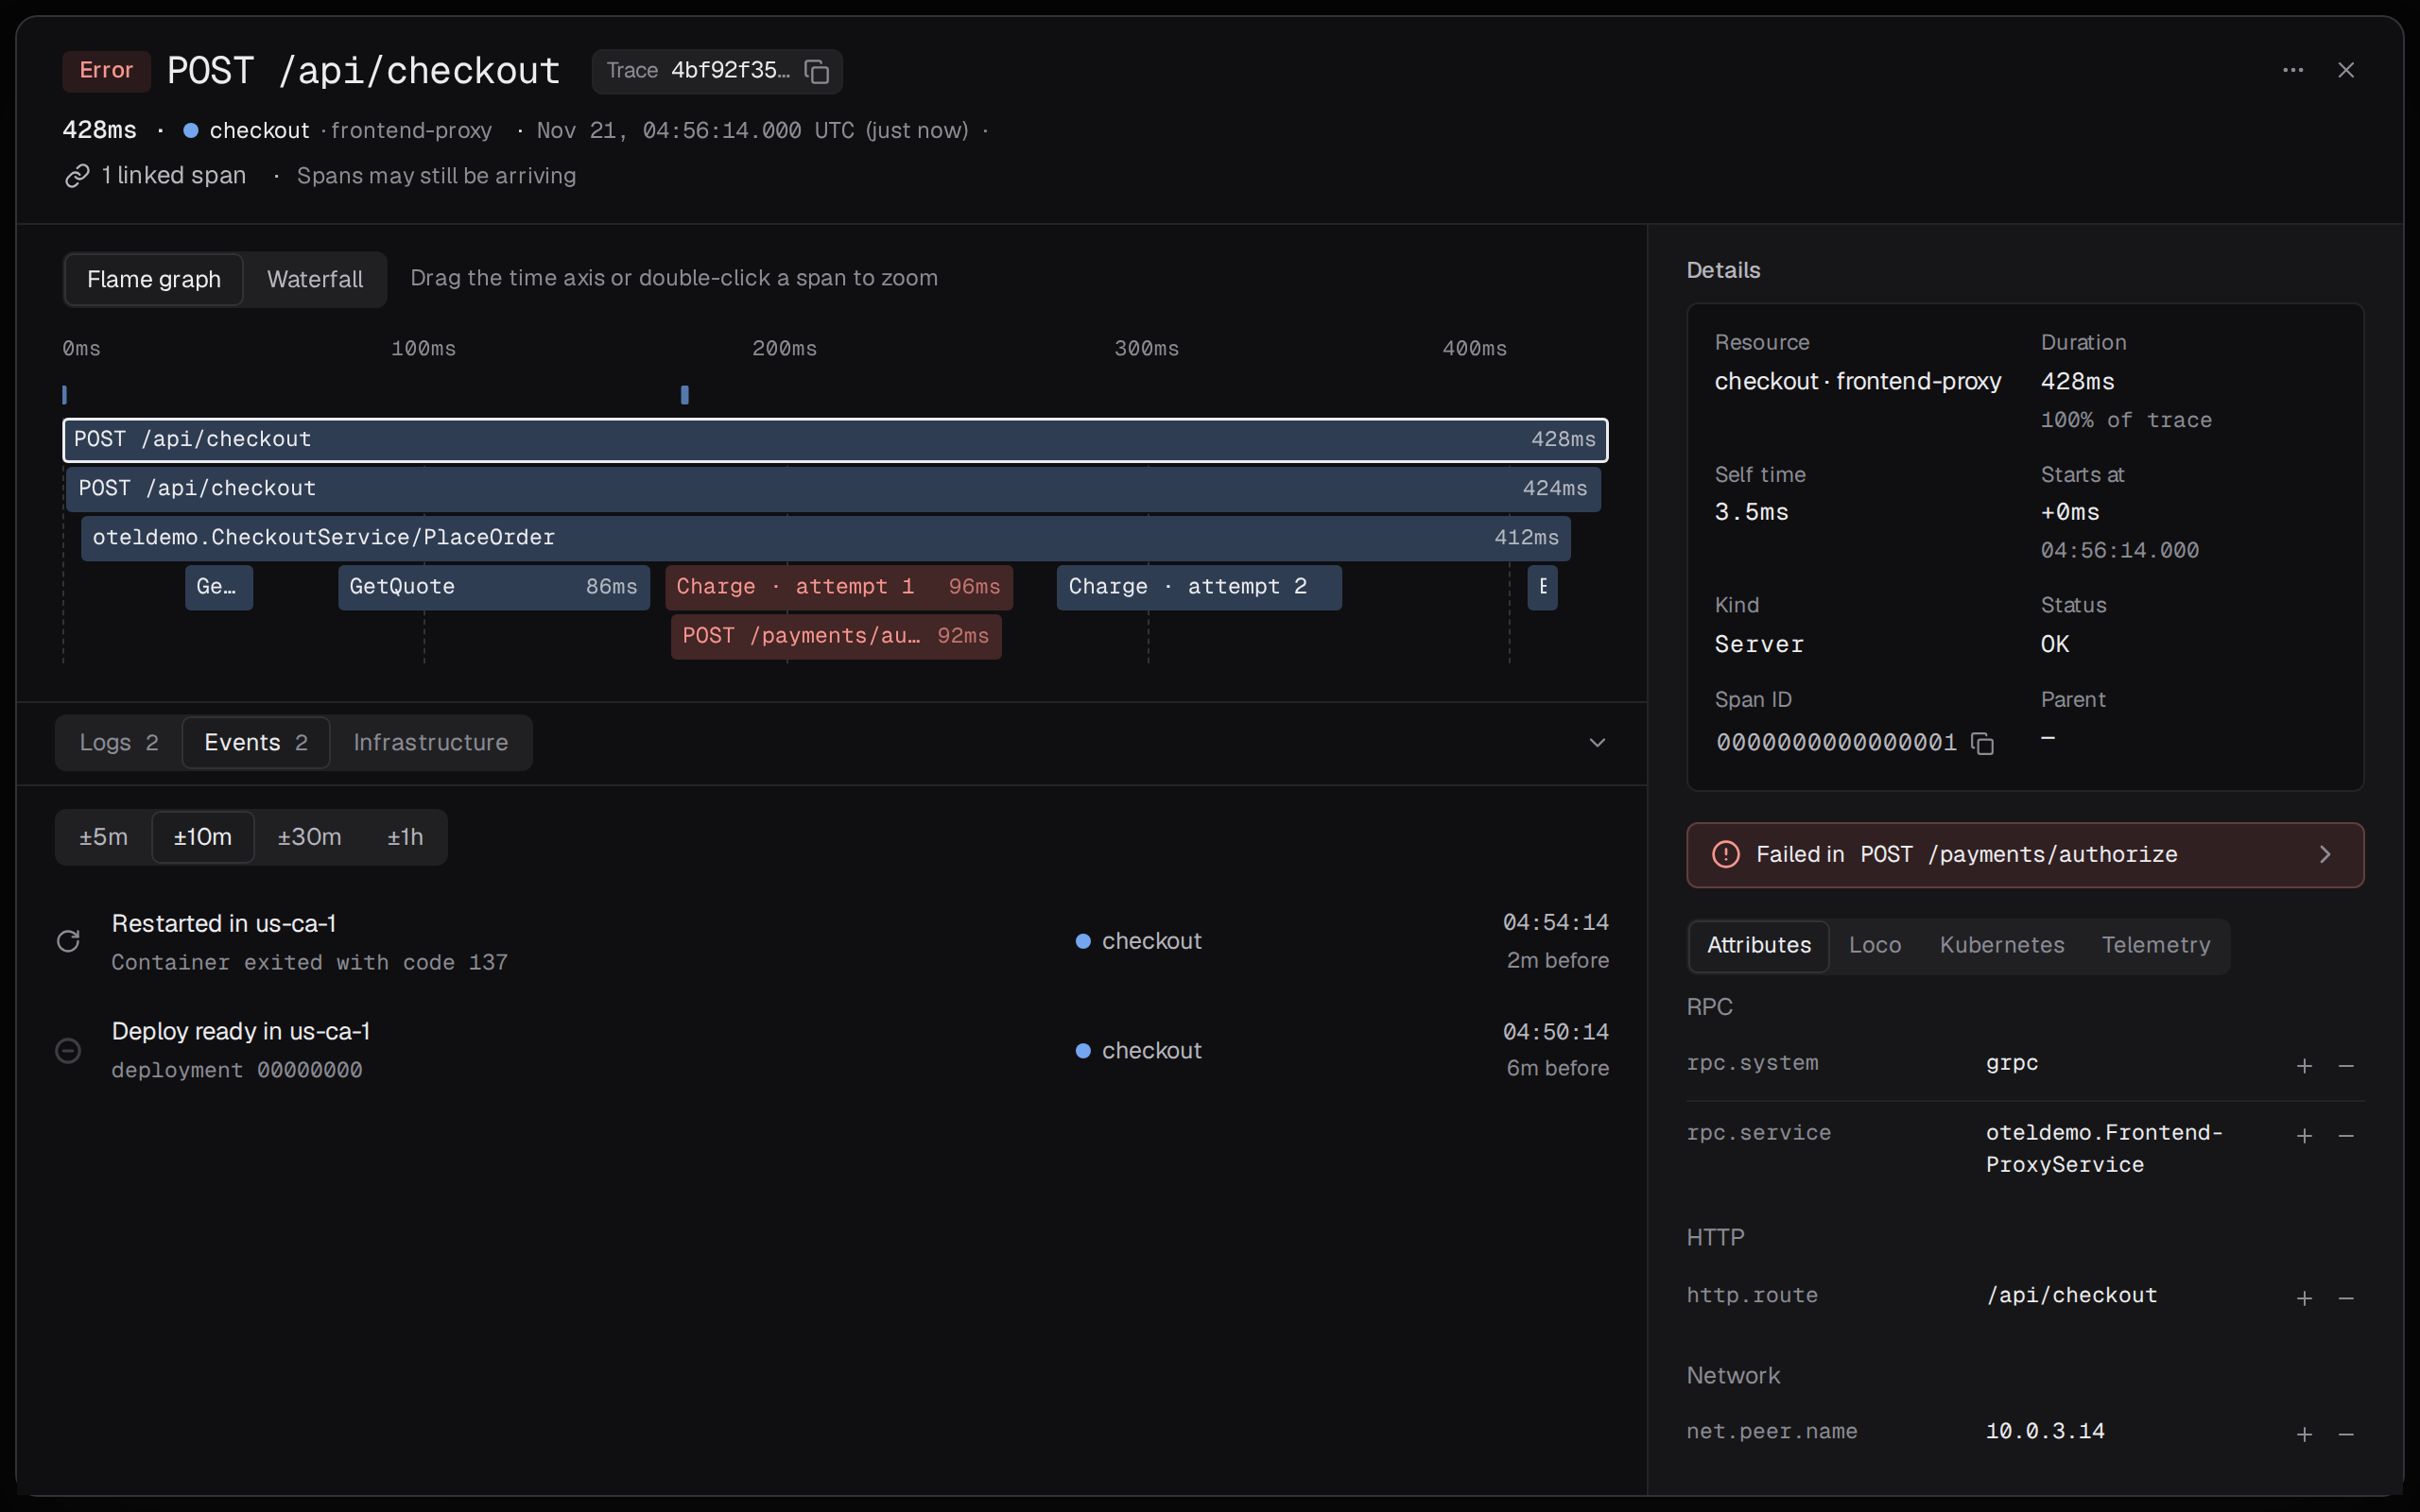 Error POST /api/checkout Trace 4bf92f35…
428ms · checkout · frontend-proxy · Nov 21, 04:56:14.000 UTC (just now) ·
1 linked span · Spans may still be arriving
Flame graph Waterfall Drag the time axis or double-click a span to zoom
0ms 100ms 200ms 300ms 400ms
POST /api/checkout 428ms
POST /api/checkout 424ms
oteldemo.CheckoutService/PlaceOrder 412ms
Ge… GetQuote 86ms Charge · attempt 1 96ms Charge · attempt 2
POST /payments/au… 92ms
Logs 2 Events 2 Infrastructure
±5m ±10m ±30m ±1h
Restarted in us-ca-1 checkout 04:54:14
Container exited with code 137 2m before
Deploy ready in us-ca-1 checkout 04:50:14
deployment 00000000 6m before
Details
Resource Duration
checkout · frontend-proxy 428ms
100% of trace
Self time Starts at
3.5ms +0ms
04:56:14.000
Kind Status
Server OK
Span ID Parent
0000000000000001 —
Failed in POST /payments/authorize
Attributes Loco Kubernetes Telemetry
RPC
rpc.system grpc
rpc.service oteldemo.Frontend-
ProxyService
HTTP
http.route /api/checkout
Network
net.peer.name 10.0.3.14